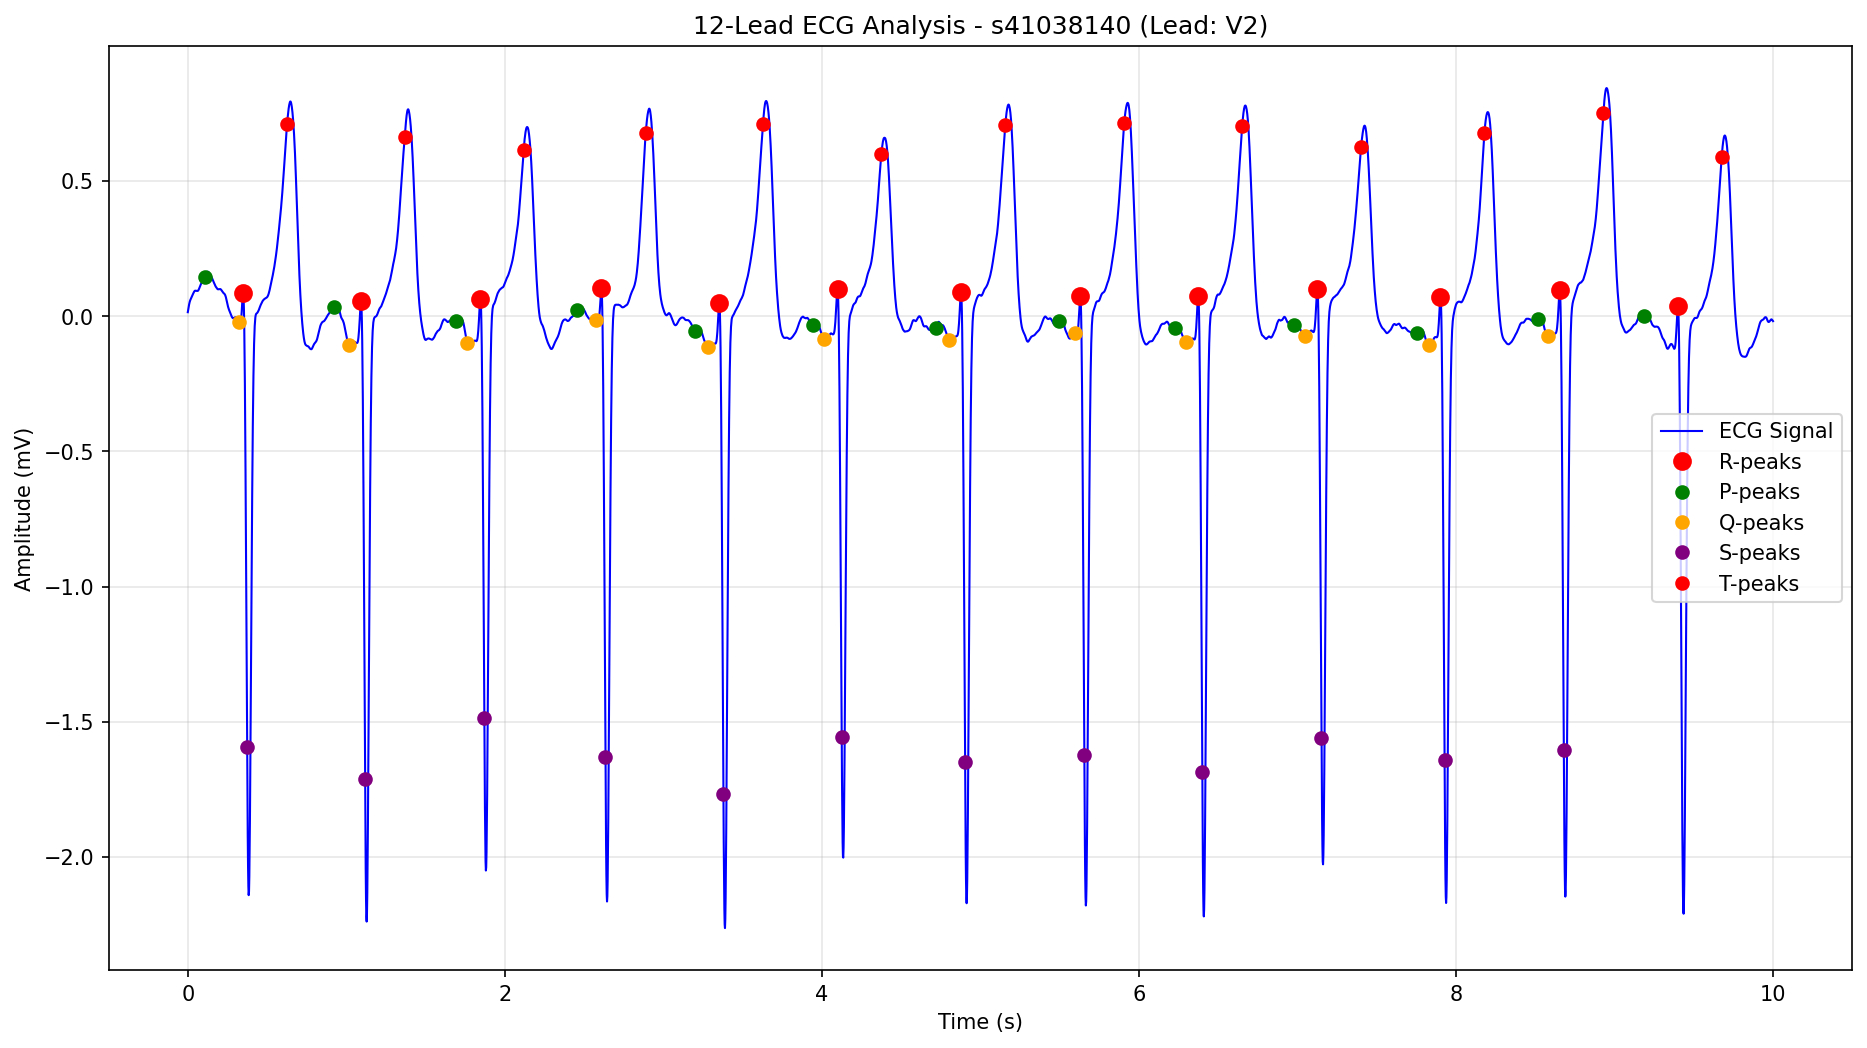 12-Lead ECG Analysis - s41038140 (Lead: V2)
Amplitude (mV)
0.5
0.0
−0.5
−1.0
−1.5
−2.0
ECG Signal
R-peaks
P-peaks
Q-peaks
S-peaks
T-peaks
0 2 4 6 8 10
Time (s)